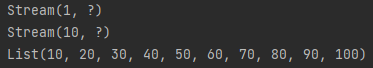 Stream(1, ?)
Stream(10, ?)
List(10, 20, 30, 40, 50, 60, 70, 80, 90, 100)